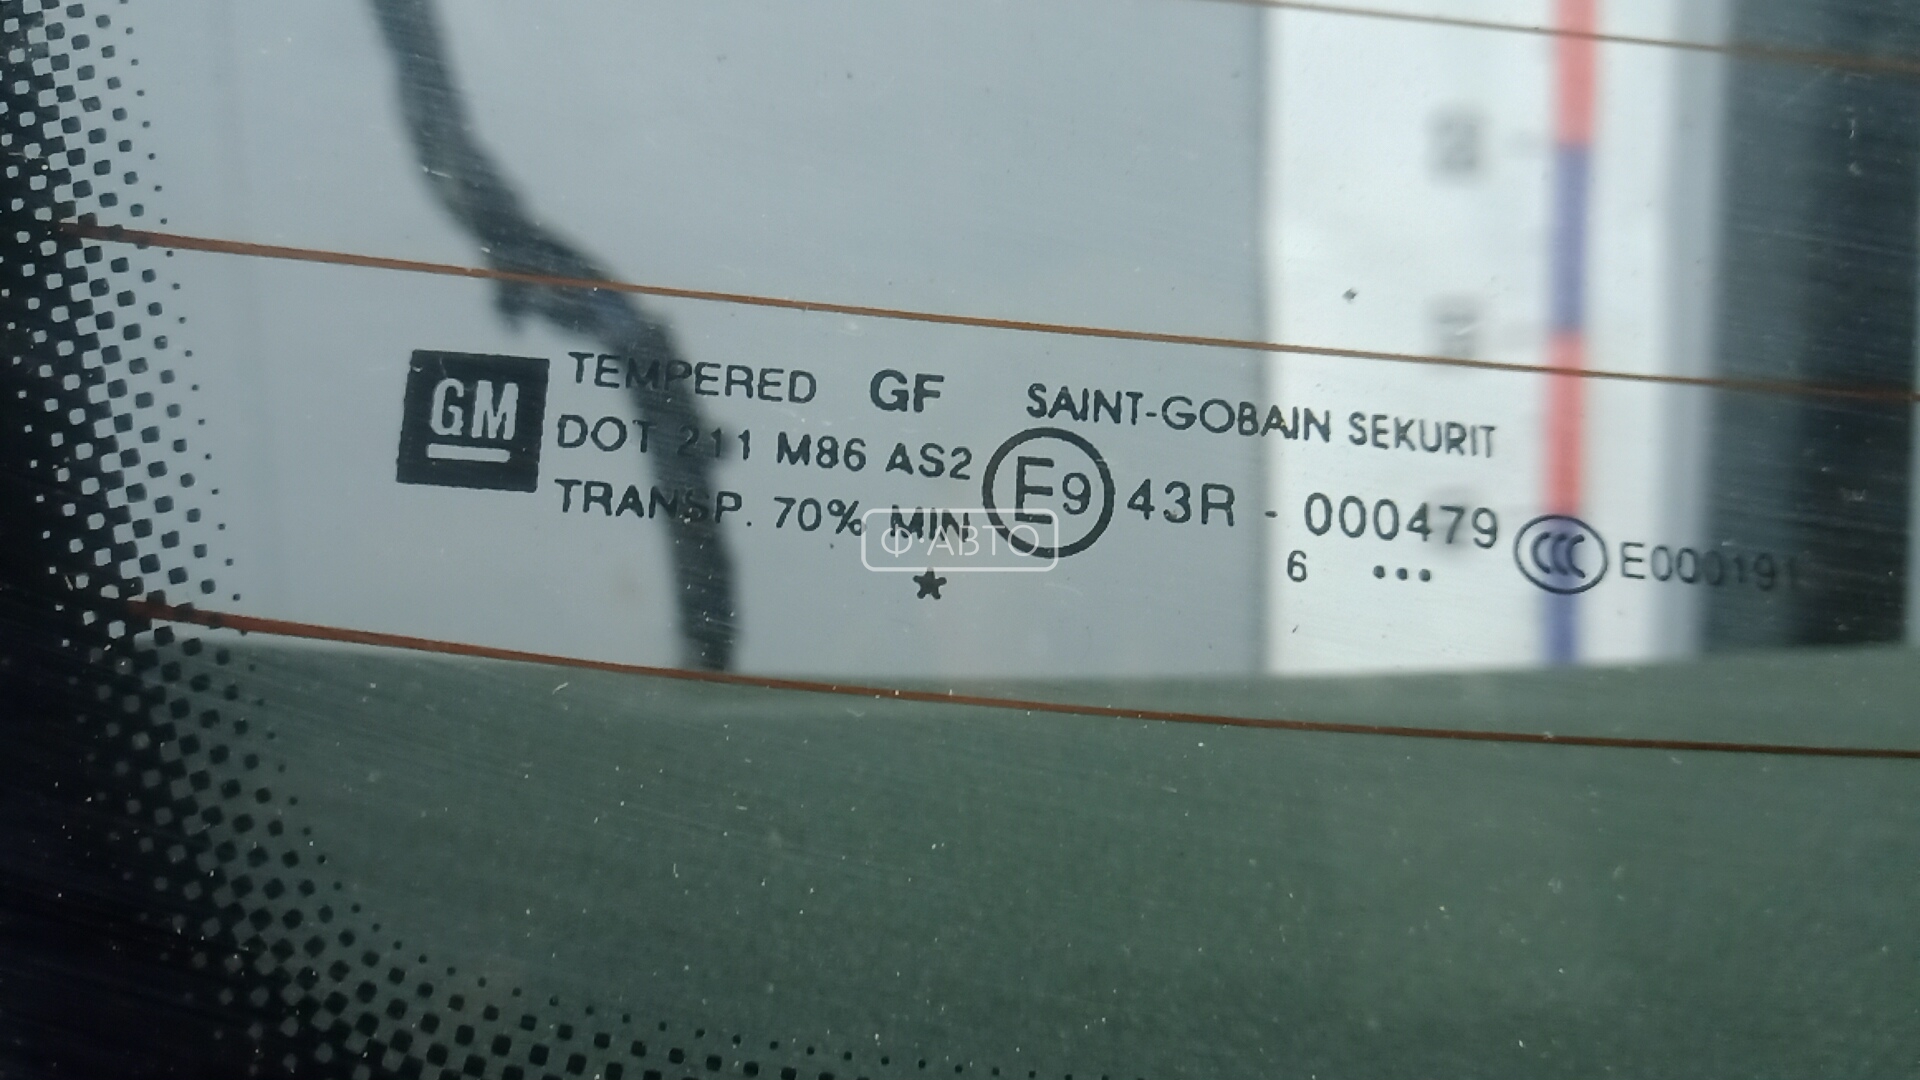 GM
TEMPERED GF SAINT-GOBAIN SEKURIT
DOT 211 M86 AS2 E9 43R - 000479
TRANSP. 70% MIN
6 ••• CCC E000191
Ф-АВТО